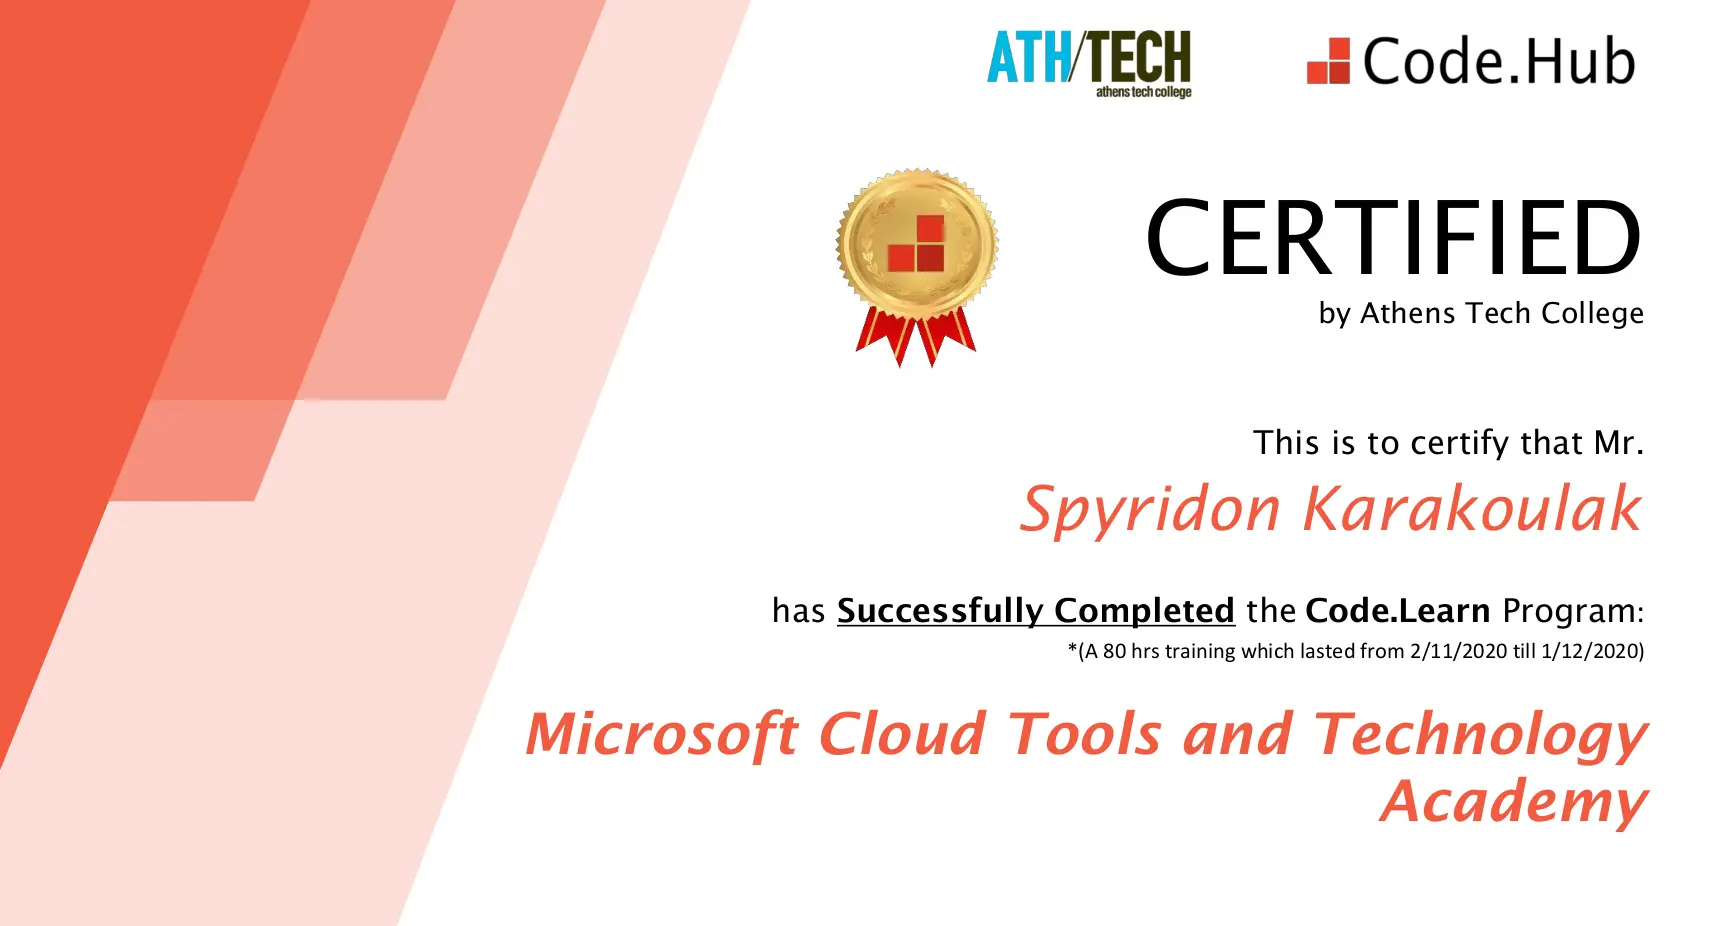 ATH/TECH
athens tech college
Code.Hub
CERTIFIED
by Athens Tech College
This is to certify that Mr.
Spyridon Karakoulak
has Successfully Completed the Code.Learn Program:
*(A 80 hrs training which lasted from 2/11/2020 till 1/12/2020)
Microsoft Cloud Tools and Technology
Academy